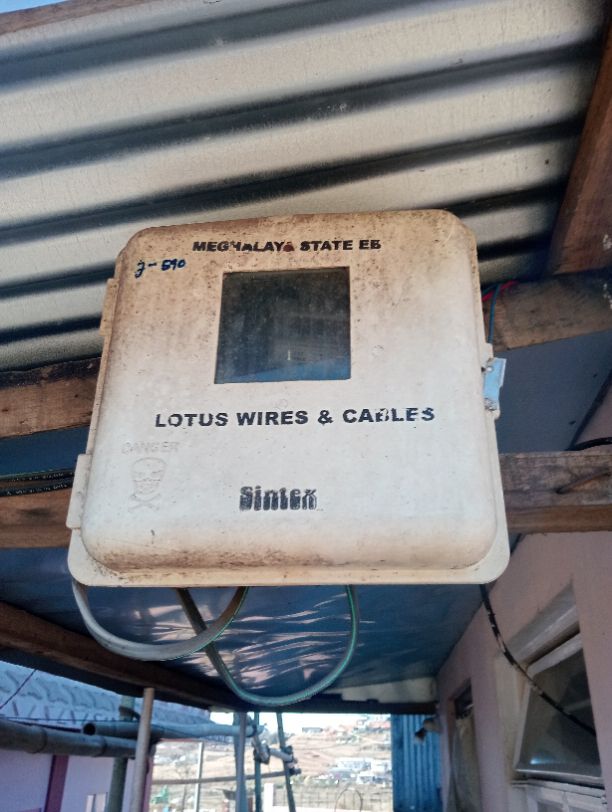 MEGHALAYA STATE EB
J-590
LOTUS WIRES & CABLES
DANGER
Sintex